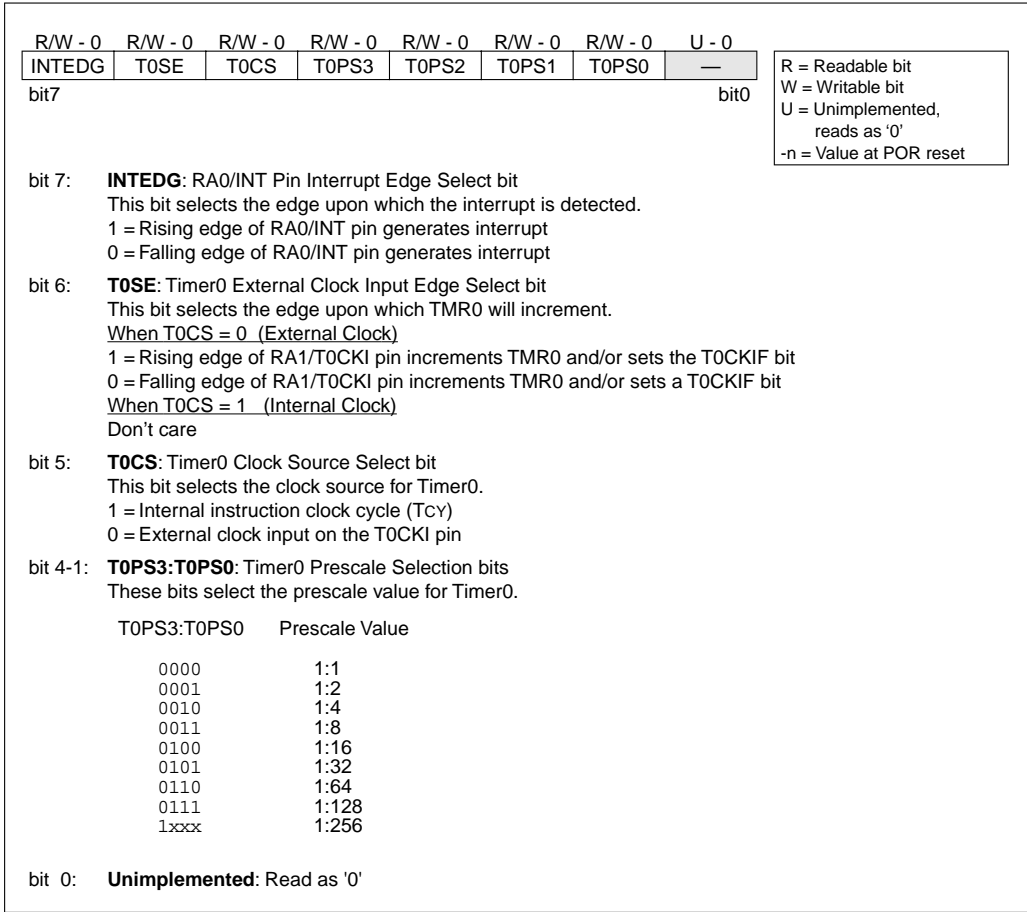 R/W - 0 R/W - 0 R/W - 0 R/W - 0 R/W - 0 R/W - 0 R/W - 0 U - 0
INTEDG T0SE T0CS T0PS3 T0PS2 T0PS1 T0PS0 —
bit7 bit0
R = Readable bit
W = Writable bit
U = Unimplemented,
reads as ‘0’
-n = Value at POR reset
bit 7: INTEDG: RA0/INT Pin Interrupt Edge Select bit
This bit selects the edge upon which the interrupt is detected.
1 = Rising edge of RA0/INT pin generates interrupt
0 = Falling edge of RA0/INT pin generates interrupt
bit 6: T0SE: Timer0 External Clock Input Edge Select bit
This bit selects the edge upon which TMR0 will increment.
When T0CS = 0 (External Clock)
1 = Rising edge of RA1/T0CKI pin increments TMR0 and/or sets the T0CKIF bit
0 = Falling edge of RA1/T0CKI pin increments TMR0 and/or sets a T0CKIF bit
When T0CS = 1 (Internal Clock)
Don’t care
bit 5: T0CS: Timer0 Clock Source Select bit
This bit selects the clock source for Timer0.
1 = Internal instruction clock cycle (TCY)
0 = External clock input on the T0CKI pin
bit 4-1: T0PS3:T0PS0: Timer0 Prescale Selection bits
These bits select the prescale value for Timer0.
T0PS3:T0PS0 Prescale Value
0000 1:1
0001 1:2
0010 1:4
0011 1:8
0100 1:16
0101 1:32
0110 1:64
0111 1:128
1xxx 1:256
bit 0: Unimplemented: Read as '0'